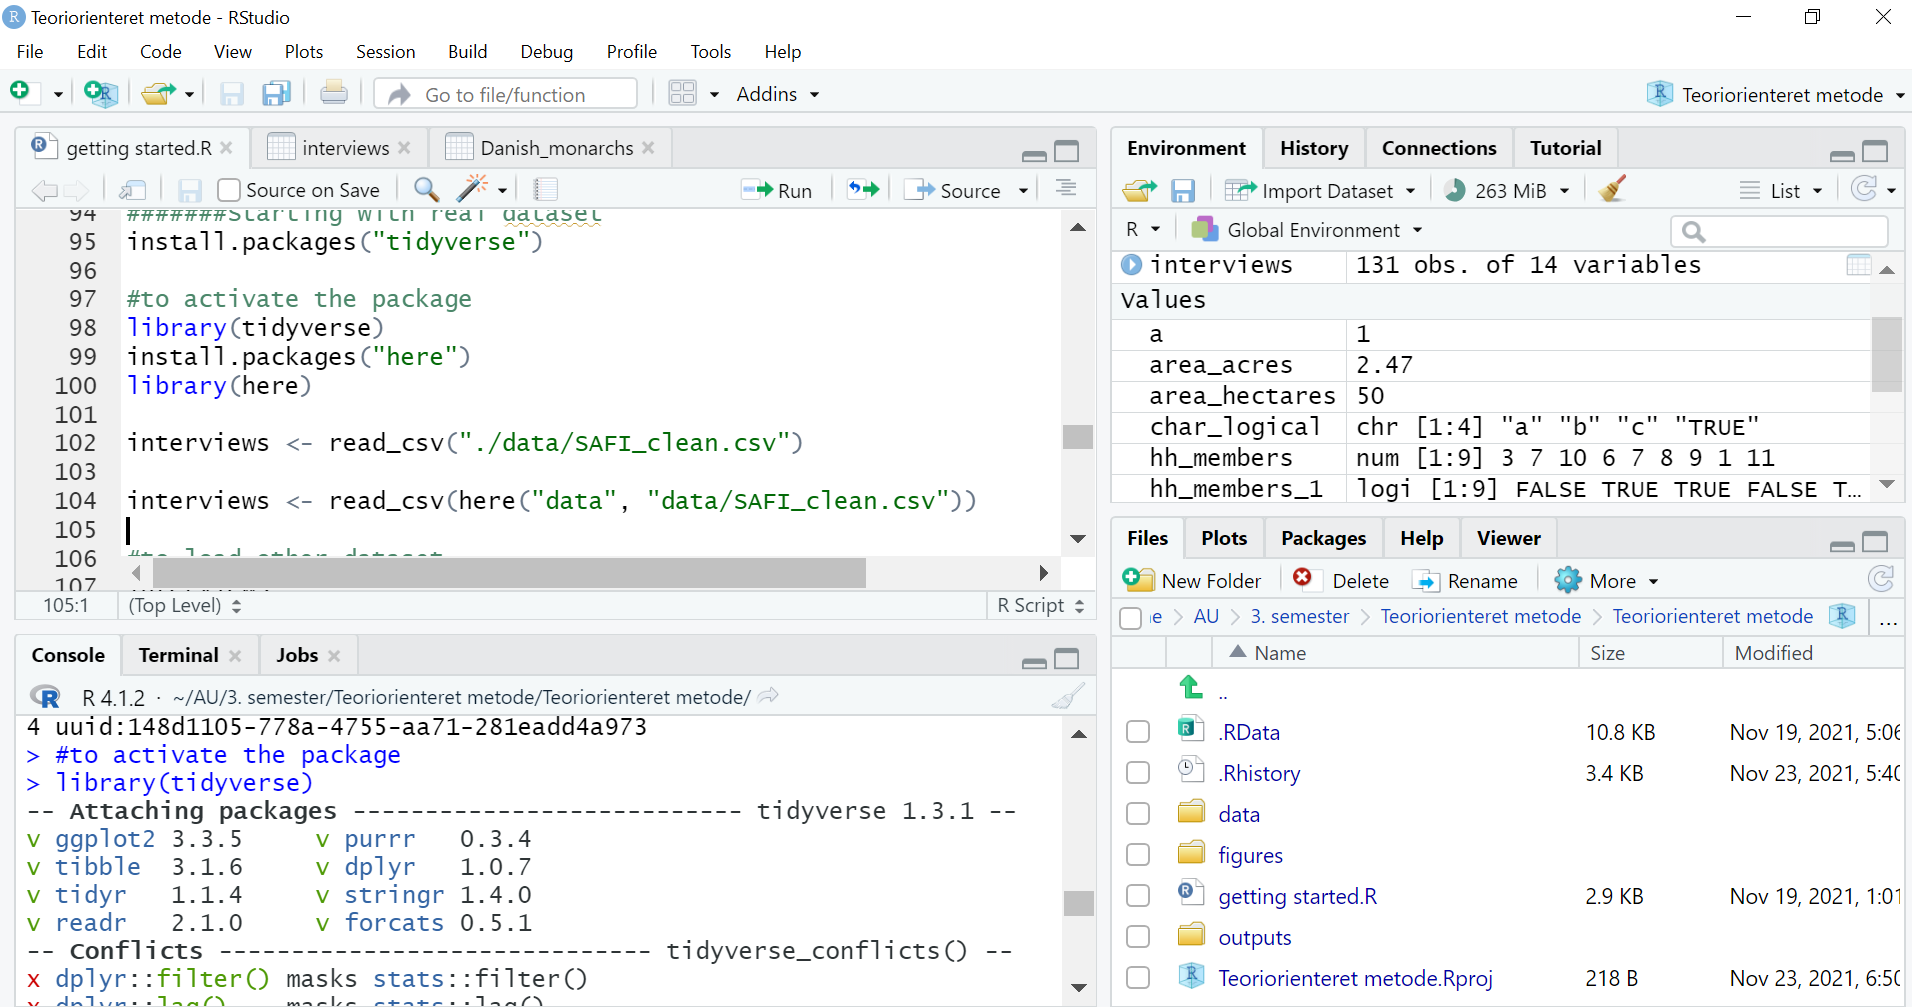 Teoriorienteret metode - RStudio
File Edit Code View Plots Session Build Debug Profile Tools Help
Go to file/function Addins Teoriorienteret metode
getting started.R interviews Danish_monarchs
Source on Save Run Source
94 #######Starting with real dataset
95 install.packages("tidyverse")
96
97 #to activate the package
98 library(tidyverse)
99 install.packages("here")
100 library(here)
101
102 interviews <- read_csv("./data/SAFI_clean.csv")
103
104 interviews <- read_csv(here("data", "data/SAFI_clean.csv"))
105
106 #to load other dataset
107
105:1 (Top Level) R Script
Console Terminal Jobs
R 4.1.2 · ~/AU/3. semester/Teoriorienteret metode/Teoriorienteret metode/
4 uuid:148d1105-778a-4755-aa71-281eadd4a973
> #to activate the package
> library(tidyverse)
-- Attaching packages --------------------------- tidyverse 1.3.1 --
v ggplot2 3.3.5 v purrr 0.3.4
v tibble 3.1.6 v dplyr 1.0.7
v tidyr 1.1.4 v stringr 1.4.0
v readr 2.1.0 v forcats 0.5.1
-- Conflicts ------------------------------ tidyverse_conflicts() --
x dplyr::filter() masks stats::filter()
x dplyr::lag() masks stats::lag()
Environment History Connections Tutorial
Import Dataset 263 MiB List
R Global Environment
interviews 131 obs. of 14 variables
Values
a 1
area_acres 2.47
area_hectares 50
char_logical chr [1:4] "a" "b" "c" "TRUE"
hh_members num [1:9] 3 7 10 6 7 8 9 1 11
hh_members_1 logi [1:9] FALSE TRUE TRUE FALSE T...
Files Plots Packages Help Viewer
New Folder Delete Rename More
e AU 3. semester Teoriorienteret metode Teoriorienteret metode ...
Name Size Modified
..
.RData 10.8 KB Nov 19, 2021, 5:06
.Rhistory 3.4 KB Nov 23, 2021, 5:40
data
figures
getting started.R 2.9 KB Nov 19, 2021, 1:01
outputs
Teoriorienteret metode.Rproj 218 B Nov 23, 2021, 6:50